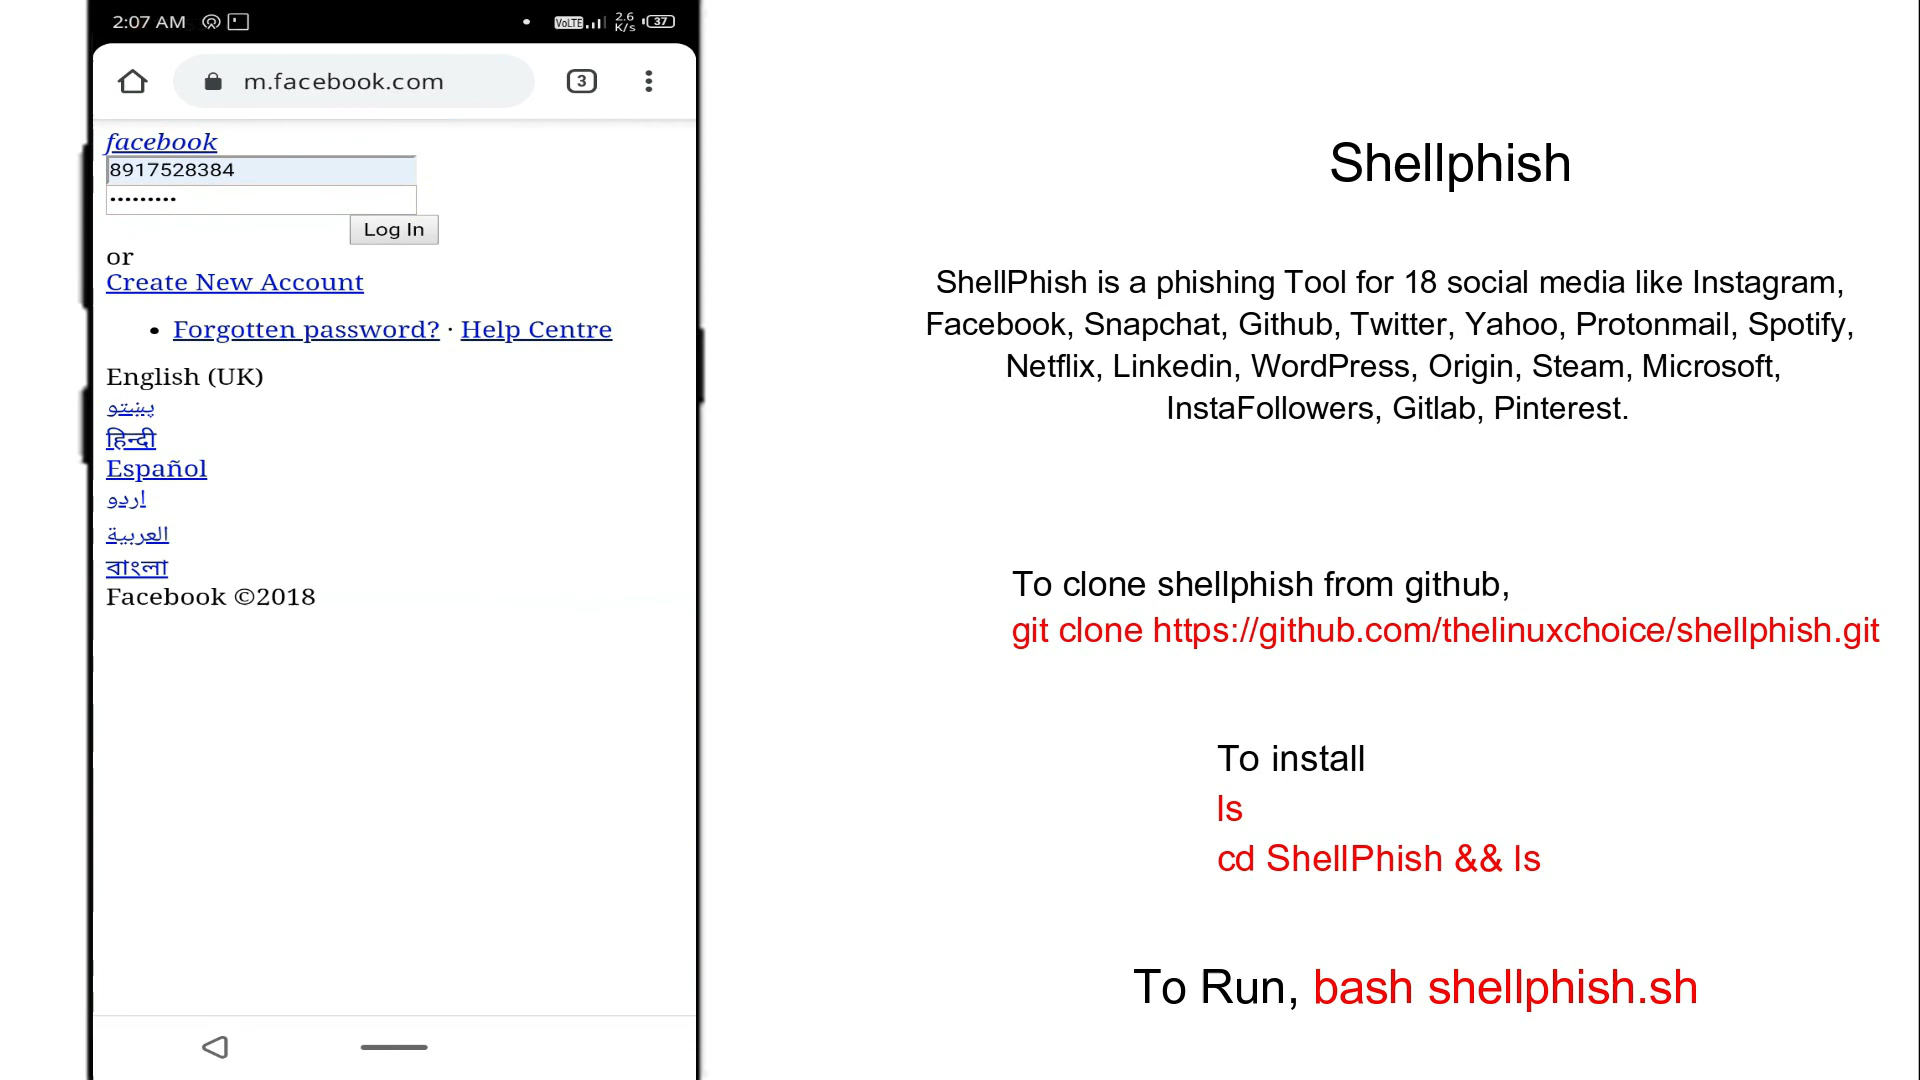 2:07 AM
VoLTE 2.6 K/s 37
m.facebook.com
3
facebook
8917528384
•••••••••
Log In
or
Create New Account
• Forgotten password? · Help Centre
English (UK)
پښتو
हिन्दी
Español
اردو
العربية
বাংলা
Facebook ©2018
Shellphish
ShellPhish is a phishing Tool for 18 social media like Instagram,
Facebook, Snapchat, Github, Twitter, Yahoo, Protonmail, Spotify,
Netflix, Linkedin, WordPress, Origin, Steam, Microsoft,
InstaFollowers, Gitlab, Pinterest.
To clone shellphish from github,
git clone https://github.com/thelinuxchoice/shellphish.git
To install
ls
cd ShellPhish && ls
To Run, bash shellphish.sh